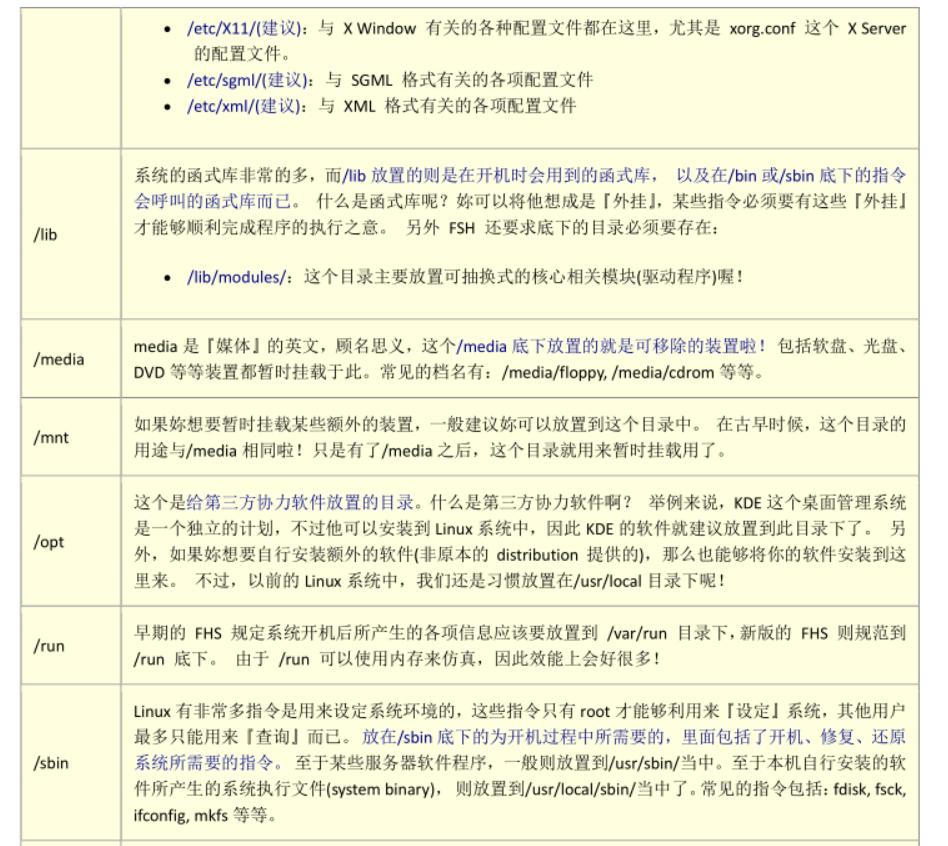 • /etc/X11/(建议)：与 X Window 有关的各种配置文件都在这里，尤其是 xorg.conf 这个 X Server
的配置文件。
• /etc/sgml/(建议)：与 SGML 格式有关的各项配置文件
• /etc/xml/(建议)：与 XML 格式有关的各项配置文件
/lib
系统的函式库非常的多，而/lib 放置的则是在开机时会用到的函式库， 以及在/bin 或/sbin 底下的指令
会呼叫的函式库而已。 什么是函式库呢？妳可以将他想成是『外挂』，某些指令必须要有这些『外挂』
才能够顺利完成程序的执行之意。 另外 FSH 还要求底下的目录必须要存在：
• /lib/modules/：这个目录主要放置可抽换式的核心相关模块(驱动程序)喔！
/media
media 是『媒体』的英文，顾名思义，这个/media 底下放置的就是可移除的装置啦！ 包括软盘、光盘、
DVD 等等装置都暂时挂载于此。常见的档名有：/media/floppy, /media/cdrom 等等。
/mnt
如果妳想要暂时挂载某些额外的装置，一般建议妳可以放置到这个目录中。 在古早时候，这个目录的
用途与/media 相同啦！只是有了/media 之后，这个目录就用来暂时挂载用了。
/opt
这个是给第三方协力软件放置的目录。什么是第三方协力软件啊？ 举例来说，KDE 这个桌面管理系统
是一个独立的计划，不过他可以安装到 Linux 系统中，因此 KDE 的软件就建议放置到此目录下了。 另
外，如果妳想要自行安装额外的软件(非原本的 distribution 提供的)，那么也能够将你的软件安装到这
里来。 不过，以前的 Linux 系统中，我们还是习惯放置在/usr/local 目录下呢！
/run
早期的 FHS 规定系统开机后所产生的各项信息应该要放置到 /var/run 目录下，新版的 FHS 则规范到
/run 底下。 由于 /run 可以使用内存来仿真，因此效能上会好很多！
/sbin
Linux 有非常多指令是用来设定系统环境的，这些指令只有 root 才能够利用来『设定』系统，其他用户
最多只能用来『查询』而已。 放在/sbin 底下的为开机过程中所需要的，里面包括了开机、修复、还原
系统所需要的指令。 至于某些服务器软件程序，一般则放置到/usr/sbin/当中。至于本机自行安装的软
件所产生的系统执行文件(system binary)， 则放置到/usr/local/sbin/当中了。常见的指令包括：fdisk, fsck,
ifconfig, mkfs 等等。